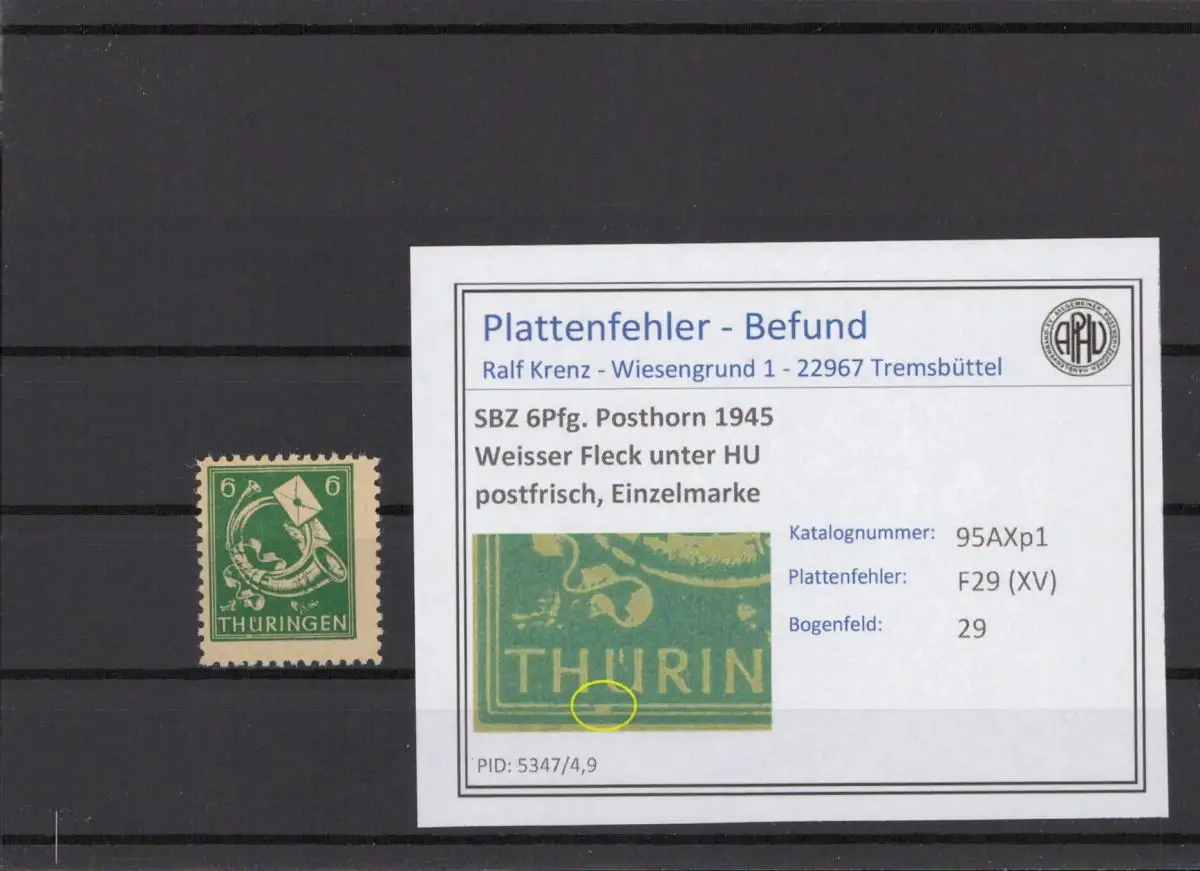 6 6
THÜRINGEN
Plattenfehler - Befund
Ralf Krenz - Wiesengrund 1 - 22967 Tremsbüttel
APHV
SBZ 6Pfg. Posthorn 1945
Weisser Fleck unter HU
postfrisch, Einzelmarke
THÜRIN
Katalognummer: 95AXp1
Plattenfehler: F29 (XV)
Bogenfeld: 29
PID: 5347/4,9